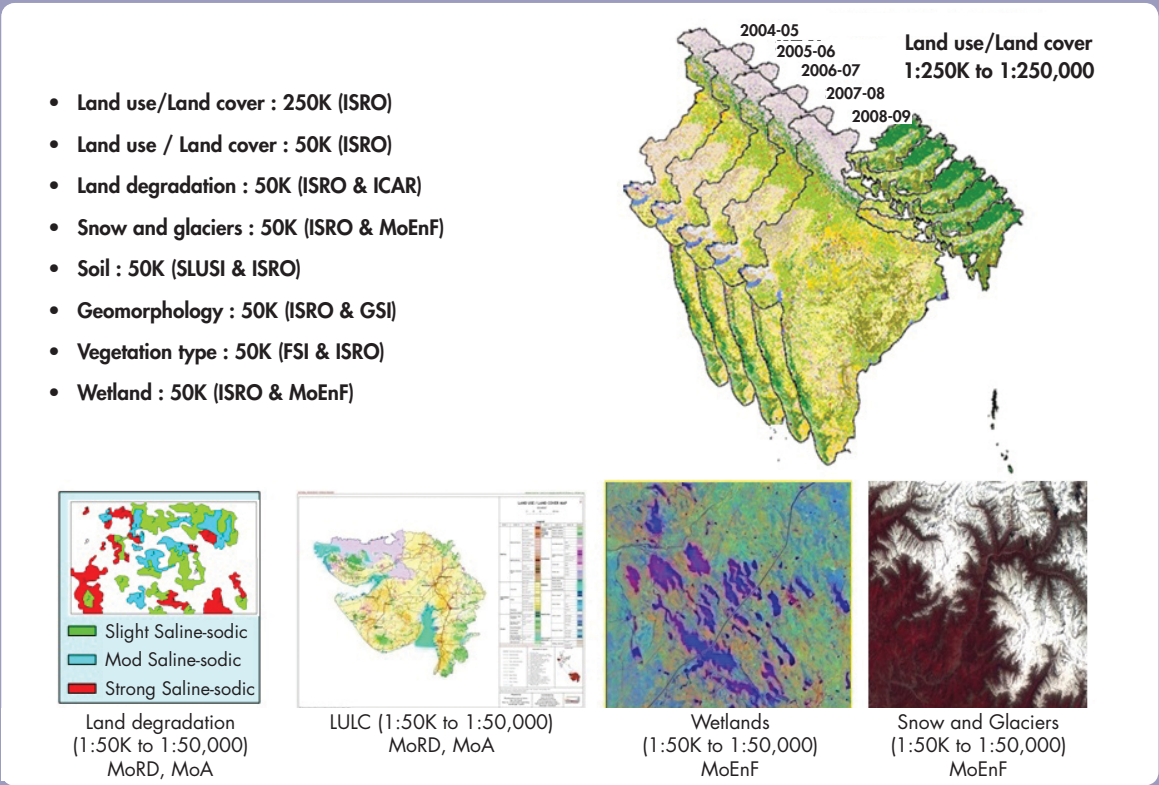 • Land use/Land cover : 250K (ISRO)
• Land use / Land cover : 50K (ISRO)
• Land degradation : 50K (ISRO & ICAR)
• Snow and glaciers : 50K (ISRO & MoEnF)
• Soil : 50K (SLUSI & ISRO)
• Geomorphology : 50K (ISRO & GSI)
• Vegetation type : 50K (FSI & ISRO)
• Wetland : 50K (ISRO & MoEnF)
2004-05
2005-06
2006-07
2007-08
2008-09
Land use/Land cover
1:250K to 1:250,000
Slight Saline-sodic
Mod Saline-sodic
Strong Saline-sodic
Land degradation
(1:50K to 1:50,000)
MoRD, MoA
LAND USE / LAND COVER MAP
LULC (1:50K to 1:50,000)
MoRD, MoA
Wetlands
(1:50K to 1:50,000)
MoEnF
Snow and Glaciers
(1:50K to 1:50,000)
MoEnF